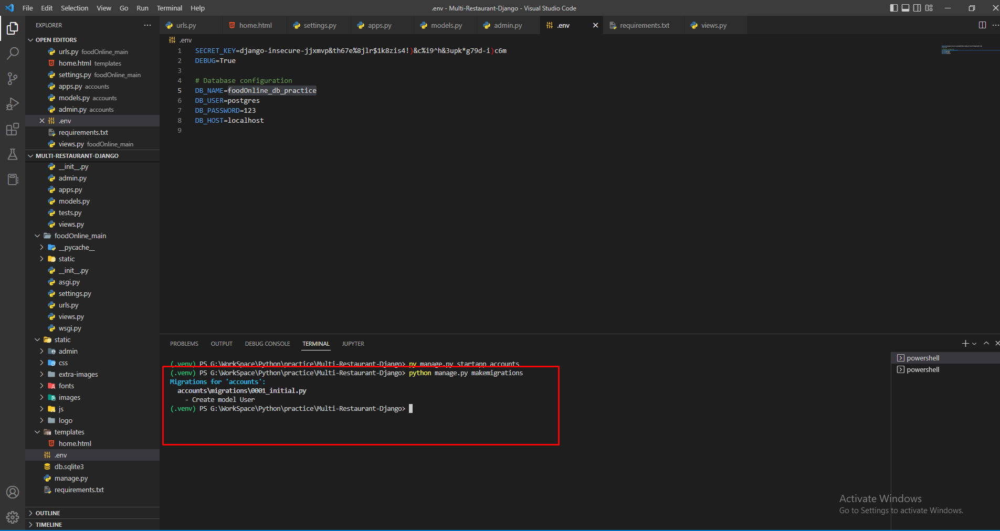 File Edit Selection View Go Run Terminal Help
.env - Multi-Restaurant-Django - Visual Studio Code
EXPLORER
OPEN EDITORS
urls.py foodOnline_main
home.html templates
settings.py foodOnline_main
apps.py accounts
models.py accounts
admin.py accounts
.env
requirements.txt
views.py foodOnline_main
MULTI-RESTAURANT-DJANGO
__init__.py
admin.py
apps.py
models.py
tests.py
views.py
foodOnline_main
__pycache__
static
__init__.py
asgi.py
settings.py
urls.py
views.py
wsgi.py
static
admin
css
extra-images
fonts
images
js
logo
templates
home.html
.env
db.sqlite3
manage.py
requirements.txt
OUTLINE
TIMELINE
urls.py home.html settings.py apps.py models.py admin.py .env requirements.txt views.py
.env
1 SECRET_KEY=django-insecure-jjxmvp&th67e%8jlr$1k8zis4!)&c%i9^h&3upk*g79d-i)c6m
2 DEBUG=True
3
4 # Database configuration
5 DB_NAME=foodOnline_db_practice
6 DB_USER=postgres
7 DB_PASSWORD=123
8 DB_HOST=localhost
9
PROBLEMS OUTPUT DEBUG CONSOLE TERMINAL JUPYTER
(.venv) PS G:\WorkSpace\Python\practice\Multi-Restaurant-Django> py manage.py startapp accounts
(.venv) PS G:\WorkSpace\Python\practice\Multi-Restaurant-Django> python manage.py makemigrations
Migrations for 'accounts':
accounts\migrations\0001_initial.py
- Create model User
(.venv) PS G:\WorkSpace\Python\practice\Multi-Restaurant-Django>
powershell
powershell
Activate Windows
Go to Settings to activate Windows.